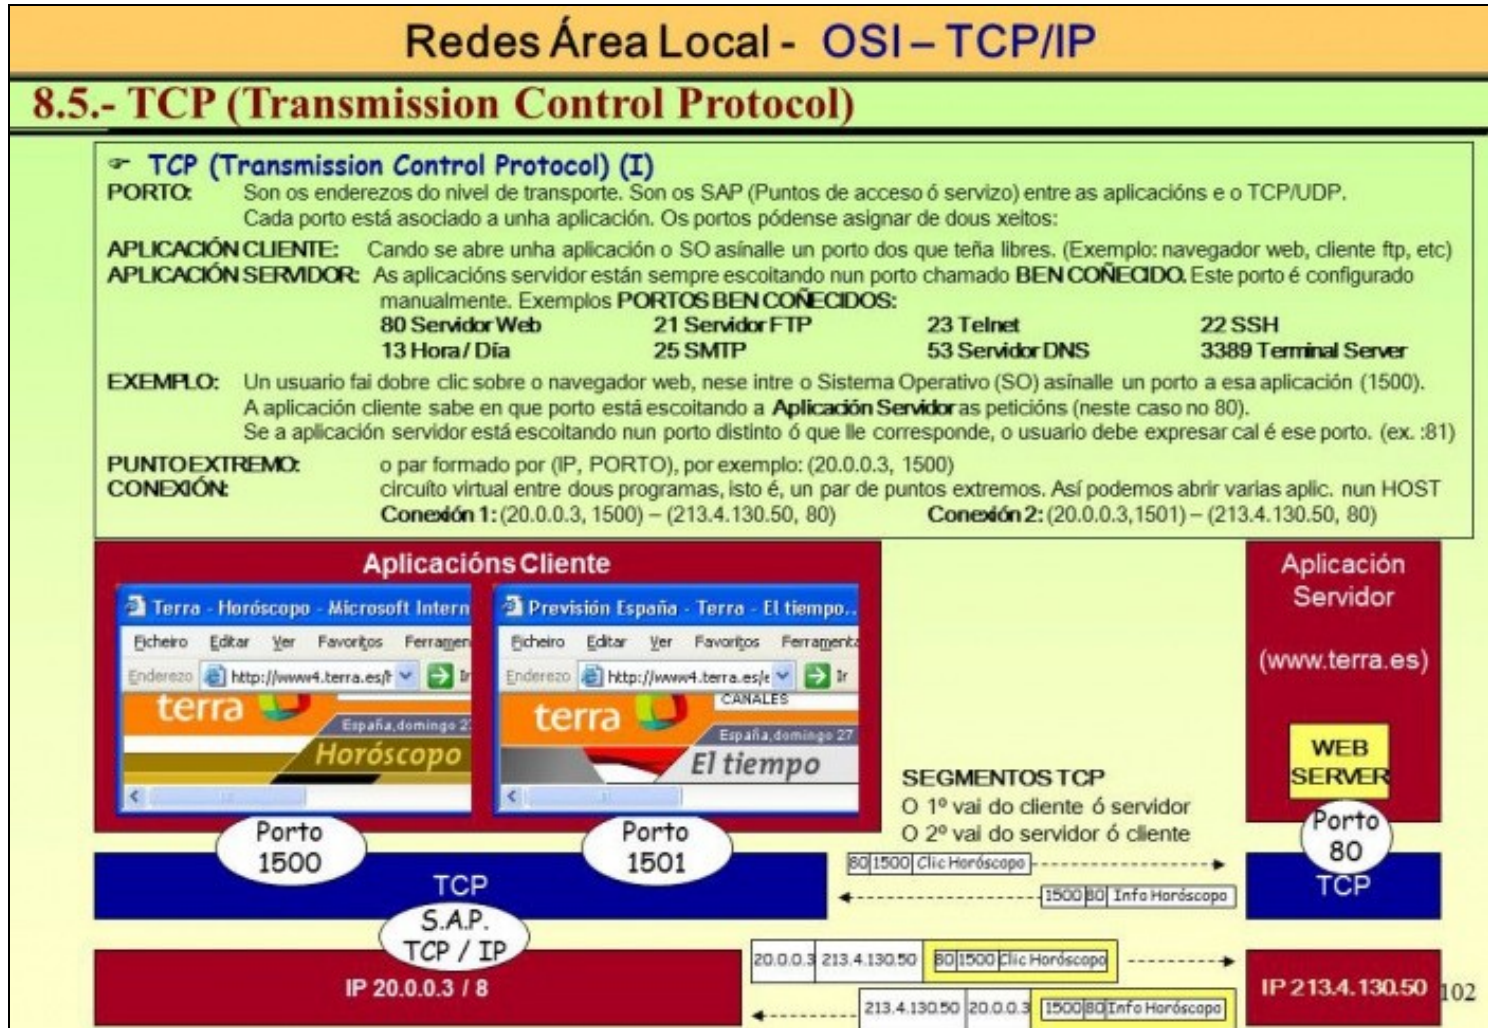 Redes Área Local - OSI – TCP/IP
8.5.- TCP (Transmission Control Protocol)
☞ TCP (Transmission Control Protocol) (I)
PORTO: Son os enderezos do nivel de transporte. Son os SAP (Puntos de acceso ó servizo) entre as aplicacións e o TCP/UDP.
Cada porto está asociado a unha aplicación. Os portos pódense asignar de dous xeitos:
APLICACIÓN CLIENTE: Cando se abre unha aplicación o SO asínalle un porto dos que teña libres. (Exemplo: navegador web, cliente ftp, etc)
APLICACIÓN SERVIDOR: As aplicacións servidor están sempre escoitando nun porto chamado BEN COÑECIDO. Este porto é configurado
manualmente. Exemplos PORTOS BEN COÑECIDOS:
80 Servidor Web 21 Servidor FTP 23 Telnet 22 SSH
13 Hora / Día 25 SMTP 53 Servidor DNS 3389 Terminal Server
EXEMPLO: Un usuario fai dobre clic sobre o navegador web, nese intre o Sistema Operativo (SO) asínalle un porto a esa aplicación (1500).
A aplicación cliente sabe en que porto está escoitando a Aplicación Servidor as peticións (neste caso no 80).
Se a aplicación servidor está escoitando nun porto distinto ó que lle corresponde, o usuario debe expresar cal é ese porto. (ex. :81)
PUNTO EXTREMO: o par formado por (IP, PORTO), por exemplo: (20.0.0.3, 1500)
CONEXIÓN: circuíto virtual entre dous programas, isto é, un par de puntos extremos. Así podemos abrir varias aplic. nun HOST
Conexión 1: (20.0.0.3, 1500) – (213.4.130.50, 80) Conexión 2: (20.0.0.3,1501) – (213.4.130.50, 80)
Aplicacións Cliente
Terra - Horóscopo - Microsoft Intern
Ficheiro Editar Ver Favoritos Ferramen
Enderezo http://www4.terra.es/h Ir
terra
España,domingo 2
Horóscopo
Previsión España - Terra - El tiempo..
Ficheiro Editar Ver Favoritos Ferramenta
Enderezo http://www4.terra.es/e Ir
CANALES
terra
España,domingo 27
El tiempo
Aplicación
Servidor
(www.terra.es)
WEB
SERVER
SEGMENTOS TCP
O 1º vai do cliente ó servidor
O 2º vai do servidor ó cliente
Porto
1500
Porto
1501
Porto
80
TCP
80 1500 Clic Horóscopo
1500 80 Info Horóscopo
TCP
S.A.P.
TCP / IP
IP 20.0.0.3 / 8
20.0.0.3 213.4.130.50 80 1500 Clic Horóscopo
213.4.130.50 20.0.0.3 1500 80 Info Horóscopo
IP 213.4.130.50
102